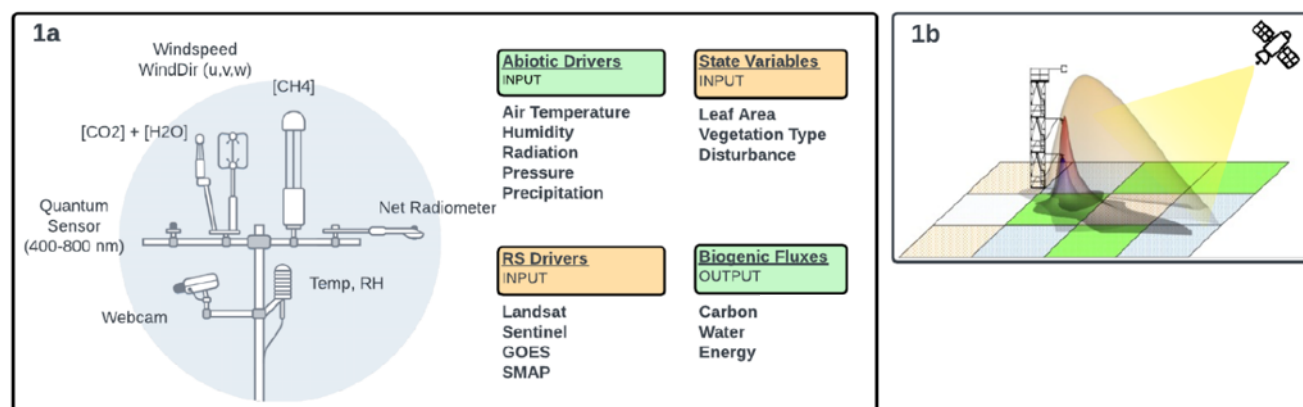 1a
Windspeed
WindDir (u,v,w)
[CH4]
[CO2] + [H2O]
Quantum
Sensor
(400-800 nm)
Net Radiometer
Temp, RH
Webcam
Abiotic Drivers
INPUT
Air Temperature
Humidity
Radiation
Pressure
Precipitation
State Variables
INPUT
Leaf Area
Vegetation Type
Disturbance
RS Drivers
INPUT
Landsat
Sentinel
GOES
SMAP
Biogenic Fluxes
OUTPUT
Carbon
Water
Energy
1b